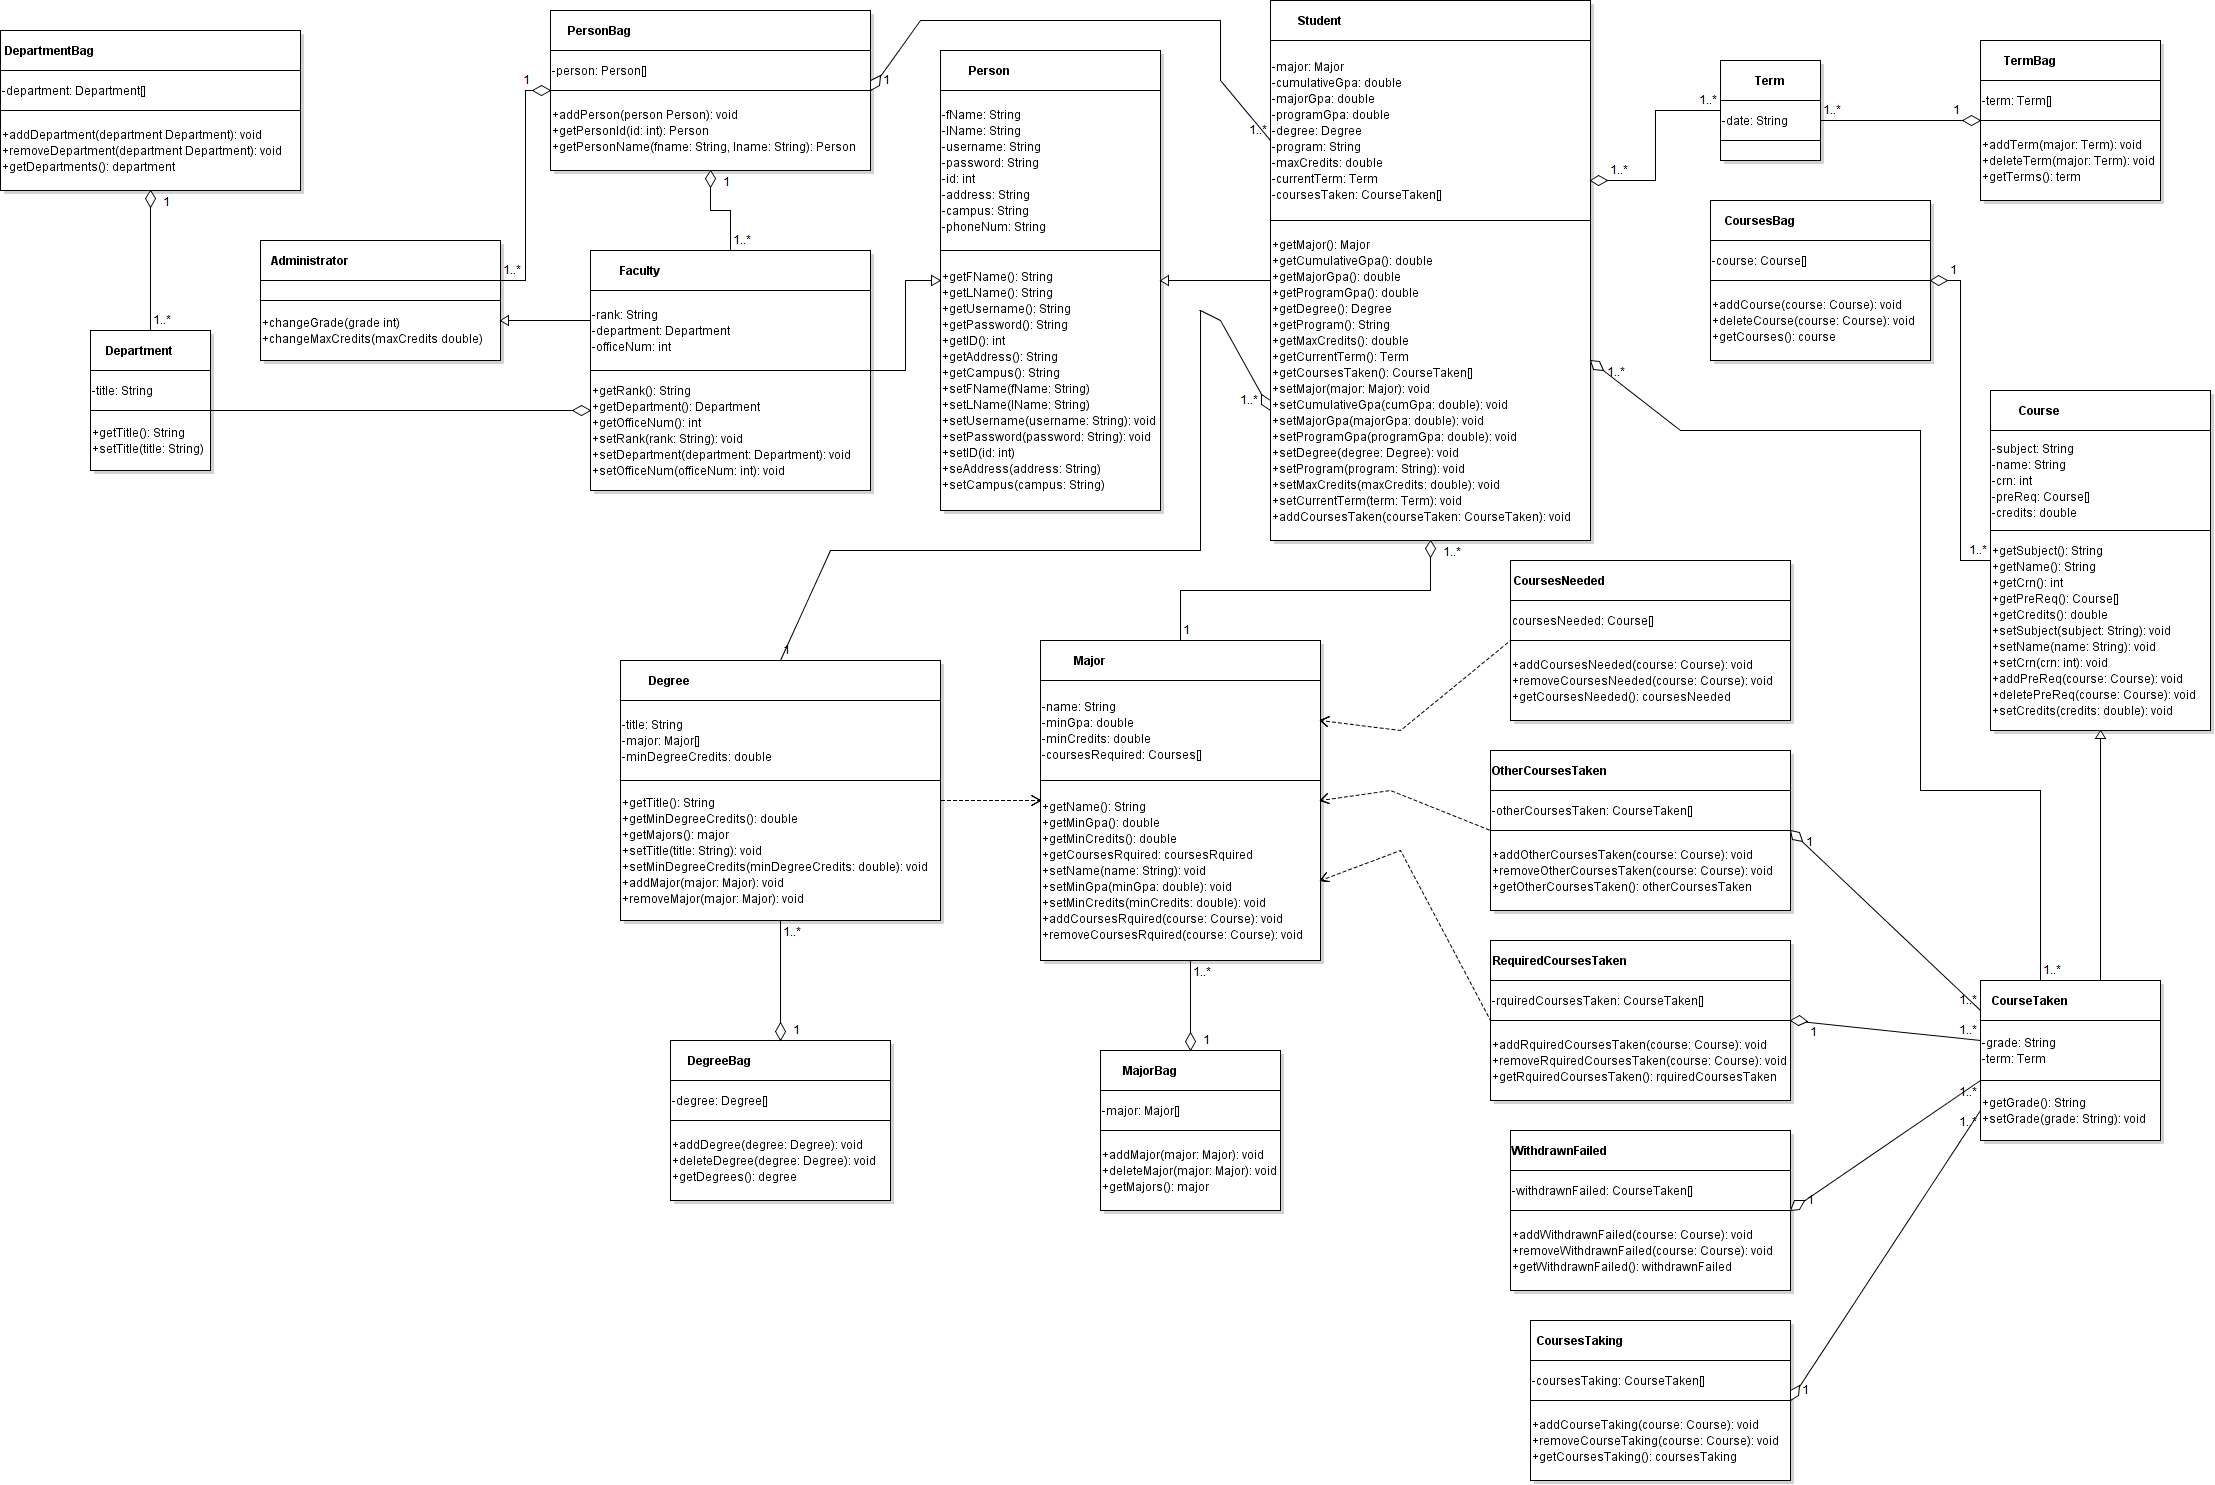 DepartmentBag
-department: Department[]
+addDepartment(department Department): void
+removeDepartment(department Department): void
+getDepartments(): department
1
1..*
Department
-title: String
+getTitle(): String
+setTitle(title: String)
Administrator
+changeGrade(grade int)
+changeMaxCredits(maxCredits double)
1
1..*
PersonBag
-person: Person[]
+addPerson(person Person): void
+getPersonId(id: int): Person
+getPersonName(fname: String, lname: String): Person
1
1
1..*
1..*
Faculty
-rank: String
-department: Department
-officeNum: int
+getRank(): String
+getDepartment(): Department
+getOfficeNum(): int
+setRank(rank: String): void
+setDepartment(department: Department): void
+setOfficeNum(officeNum: int): void
Person
-fName: String
-lName: String
-username: String
-password: String
-id: int
-address: String
-campus: String
-phoneNum: String
+getFName(): String
+getLName(): String
+getUsername(): String
+getPassword(): String
+getID(): int
+getAddress(): String
+getCampus(): String
+setFName(fName: String)
+setLName(lName: String)
+setUsername(username: String): void
+setPassword(password: String): void
+setID(id: int)
+seAddress(address: String)
+setCampus(campus: String)
Student
-major: Major
-cumulativeGpa: double
-majorGpa: double
-programGpa: double
-degree: Degree
-program: String
-maxCredits: double
-currentTerm: Term
-coursesTaken: CourseTaken[]
+getMajor(): Major
+getCumulativeGpa(): double
+getMajorGpa(): double
+getProgramGpa(): double
+getDegree(): Degree
+getProgram(): String
+getMaxCredits(): double
+getCurrentTerm(): Term
+getCoursesTaken(): CourseTaken[]
+setMajor(major: Major): void
+setCumulativeGpa(cumGpa: double): void
+setMajorGpa(majorGpa: double): void
+setProgramGpa(programGpa: double): void
+setDegree(degree: Degree): void
+setProgram(program: String): void
+setMaxCredits(maxCredits: double): void
+setCurrentTerm(term: Term): void
+addCoursesTaken(courseTaken: CourseTaken): void
1..*
1..*
1..*
1..*
1..*
Term
-date: String
1..*
1
TermBag
-term: Term[]
+addTerm(major: Term): void
+deleteTerm(major: Term): void
+getTerms(): term
CoursesBag
-course: Course[]
+addCourse(course: Course): void
+deleteCourse(course: Course): void
+getCourses(): course
1
1..*
Course
-subject: String
-name: String
-crn: int
-preReq: Course[]
-credits: double
+getSubject(): String
+getName(): String
+getCrn(): int
+getPreReq(): Course[]
+getCredits(): double
+setSubject(subject: String): void
+setName(name: String): void
+setCrn(crn: int): void
+addPreReq(course: Course): void
+deletePreReq(course: Course): void
+setCredits(credits: double): void
1
Degree
-title: String
-major: Major[]
-minDegreeCredits: double
+getTitle(): String
+getMinDegreeCredits(): double
+getMajors(): major
+setTitle(title: String): void
+setMinDegreeCredits(minDegreeCredits: double): void
+addMajor(major: Major): void
+removeMajor(major: Major): void
1..*
1
DegreeBag
-degree: Degree[]
+addDegree(degree: Degree): void
+deleteDegree(degree: Degree): void
+getDegrees(): degree
1
Major
-name: String
-minGpa: double
-minCredits: double
-coursesRequired: Courses[]
+getName(): String
+getMinGpa(): double
+getMinCredits(): double
+getCoursesRquired: coursesRquired
+setName(name: String): void
+setMinGpa(minGpa: double): void
+setMinCredits(minCredits: double): void
+addCoursesRquired(course: Course): void
+removeCoursesRquired(course: Course): void
1..*
1
MajorBag
-major: Major[]
+addMajor(major: Major): void
+deleteMajor(major: Major): void
+getMajors(): major
CoursesNeeded
coursesNeeded: Course[]
+addCoursesNeeded(course: Course): void
+removeCoursesNeeded(course: Course): void
+getCoursesNeeded(): coursesNeeded
OtherCoursesTaken
-otherCoursesTaken: CourseTaken[]
+addOtherCoursesTaken(course: Course): void
+removeOtherCoursesTaken(course: Course): void
+getOtherCoursesTaken(): otherCoursesTaken
1
RequiredCoursesTaken
-rquiredCoursesTaken: CourseTaken[]
+addRquiredCoursesTaken(course: Course): void
+removeRquiredCoursesTaken(course: Course): void
+getRquiredCoursesTaken(): rquiredCoursesTaken
1
WithdrawnFailed
-withdrawnFailed: CourseTaken[]
+addWithdrawnFailed(course: Course): void
+removeWithdrawnFailed(course: Course): void
+getWithdrawnFailed(): withdrawnFailed
1
CoursesTaking
-coursesTaking: CourseTaken[]
+addCourseTaking(course: Course): void
+removeCourseTaking(course: Course): void
+getCoursesTaking(): coursesTaking
1
1..*
1..*
1..*
1..*
1..*
CourseTaken
-grade: String
-term: Term
+getGrade(): String
+setGrade(grade: String): void